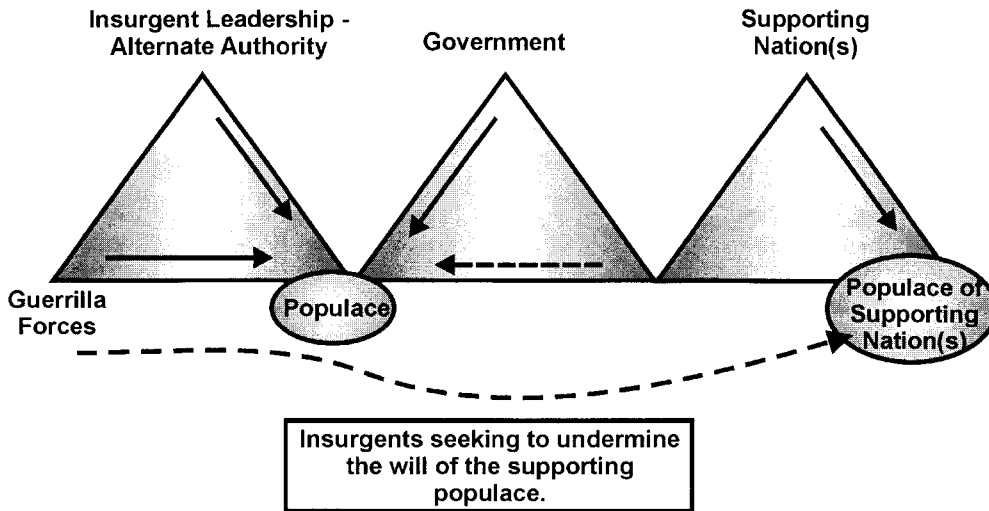 Insurgent Leadership -
Alternate Authority
Government
Supporting
Nation(s)
Guerrilla
Forces
Populace
Populace of
Supporting
Nation(s)
Insurgents seeking to undermine
the will of the supporting
populace.